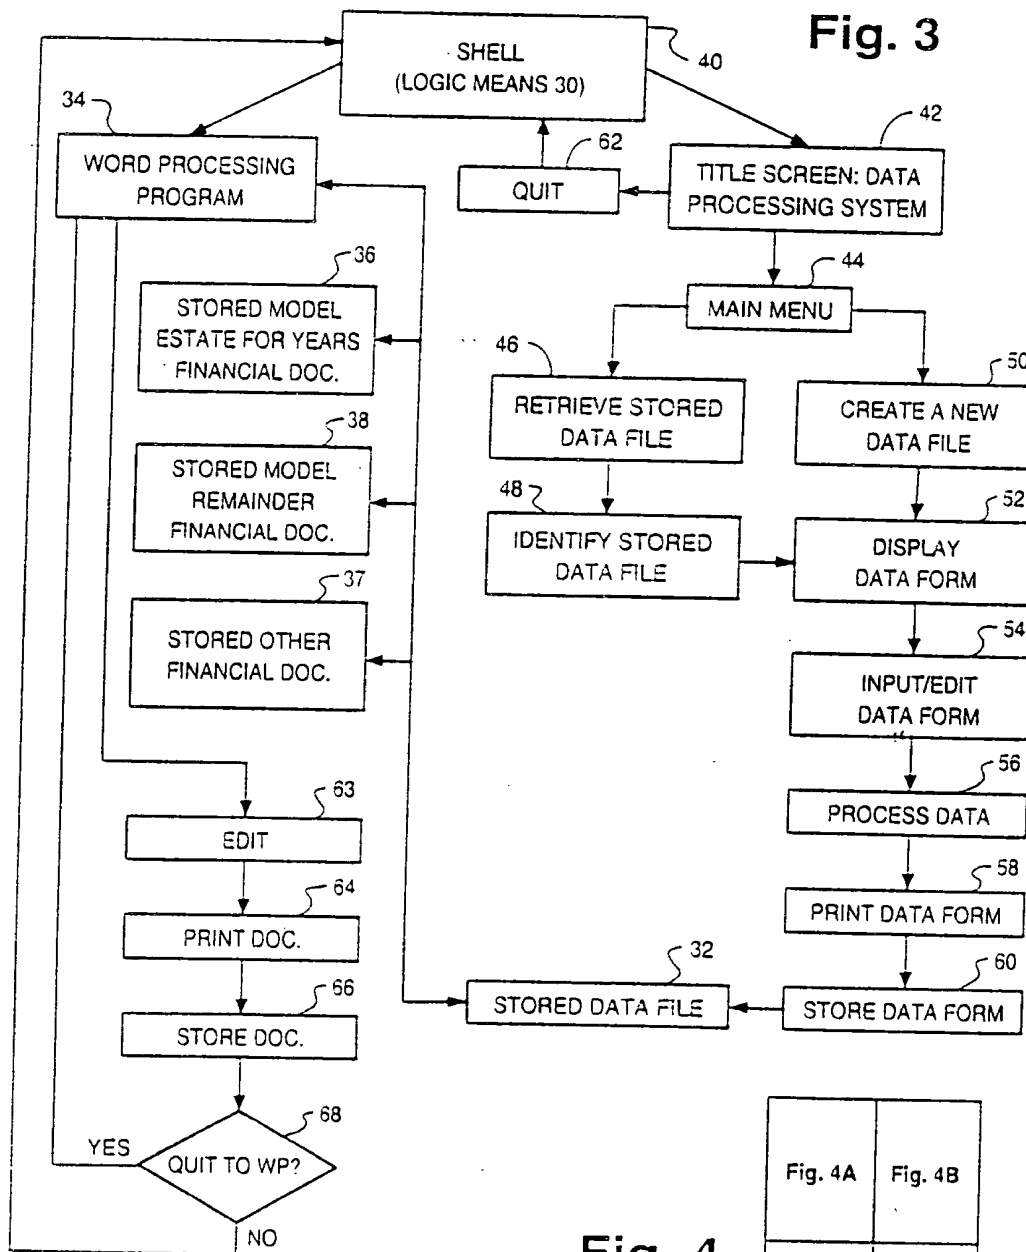 Fig. 3
SHELL
(LOGIC MEANS 30)
40
34
WORD PROCESSING
PROGRAM
62
QUIT
42
TITLE SCREEN: DATA
PROCESSING SYSTEM
44
MAIN MENU
36
STORED MODEL
ESTATE FOR YEARS
FINANCIAL DOC.
46
RETRIEVE STORED
DATA FILE
50
CREATE A NEW
DATA FILE
38
STORED MODEL
REMAINDER
FINANCIAL DOC.
48
IDENTIFY STORED
DATA FILE
52
DISPLAY
DATA FORM
37
STORED OTHER
FINANCIAL DOC.
54
INPUT/EDIT
DATA FORM
56
PROCESS DATA
63
EDIT
58
PRINT DATA FORM
64
PRINT DOC.
32
STORED DATA FILE
60
STORE DATA FORM
66
STORE DOC.
68
QUIT TO WP?
YES
NO
Fig. 4A
Fig. 4B
Fig. 4